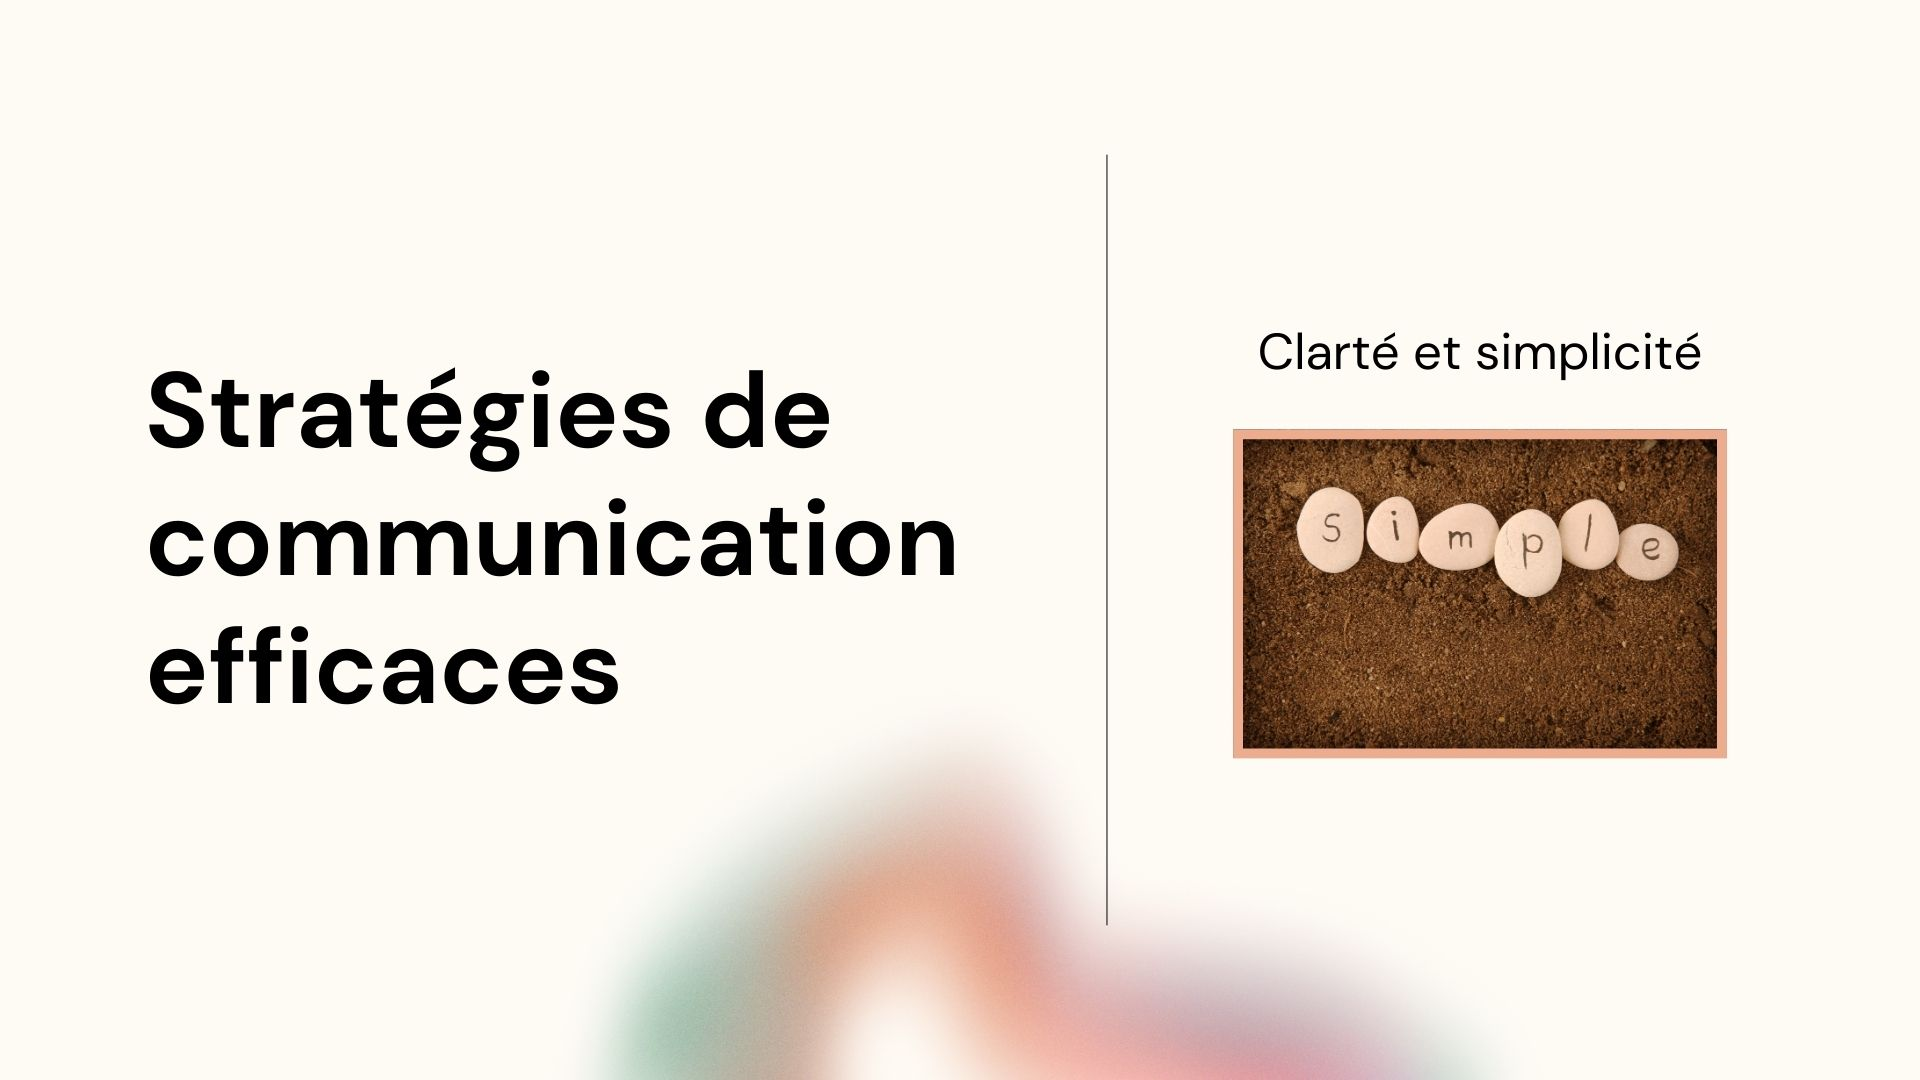 Stratégies de
communication
efficaces
Clarté et simplicité
simple